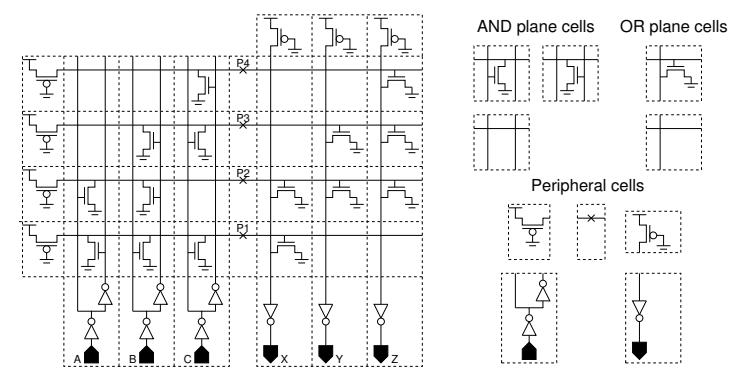 AND plane cells
OR plane cells
P4
P3
P2
Peripheral cells
P1
A
B
C
X
Y
Z